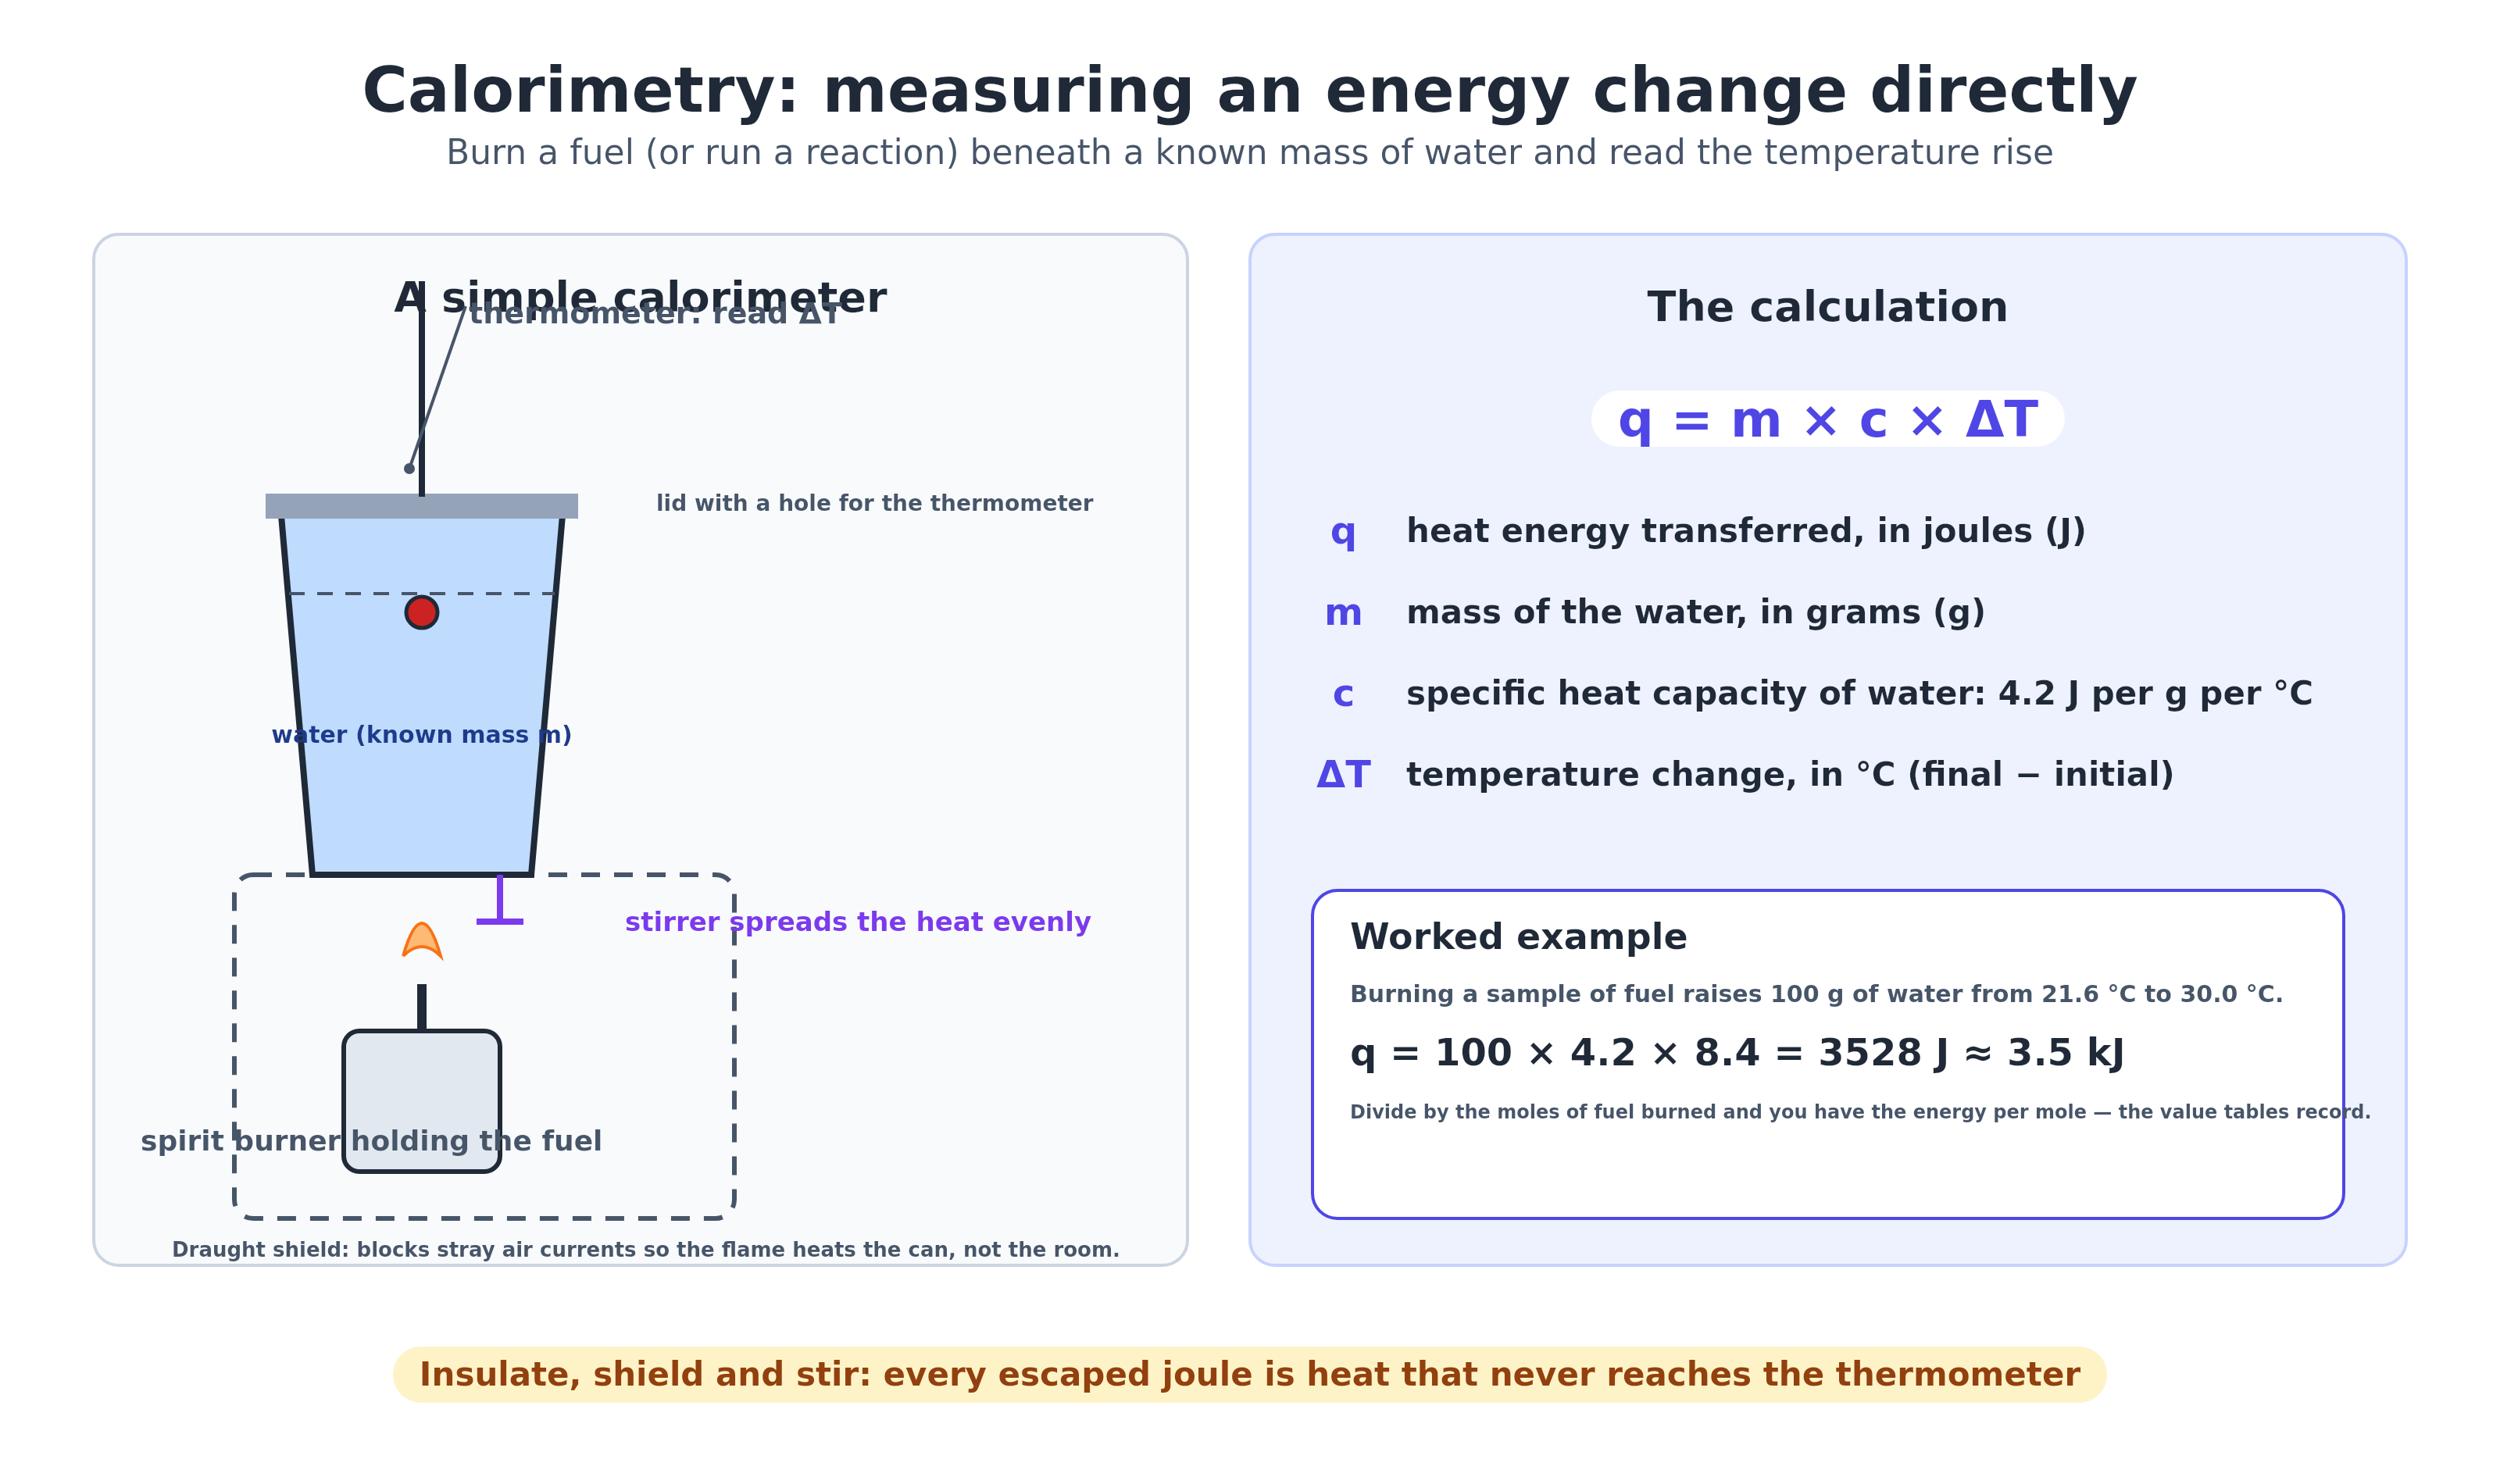 Calorimetry: measuring an energy change directly
Burn a fuel (or run a reaction) beneath a known mass of water and read the temperature rise
A simple calorimeter
thermometer: read ΔT
lid with a hole for the thermometer
water (known mass m)
stirrer spreads the heat evenly
spirit burner holding the fuel
Draught shield: blocks stray air currents so the flame heats the can, not the room.
The calculation
q = m × c × ΔT
q heat energy transferred, in joules (J)
m mass of the water, in grams (g)
c specific heat capacity of water: 4.2 J per g per °C
ΔT temperature change, in °C (final − initial)
Worked example
Burning a sample of fuel raises 100 g of water from 21.6 °C to 30.0 °C.
q = 100 × 4.2 × 8.4 = 3528 J ≈ 3.5 kJ
Divide by the moles of fuel burned and you have the energy per mole — the value tables record.
Insulate, shield and stir: every escaped joule is heat that never reaches the thermometer